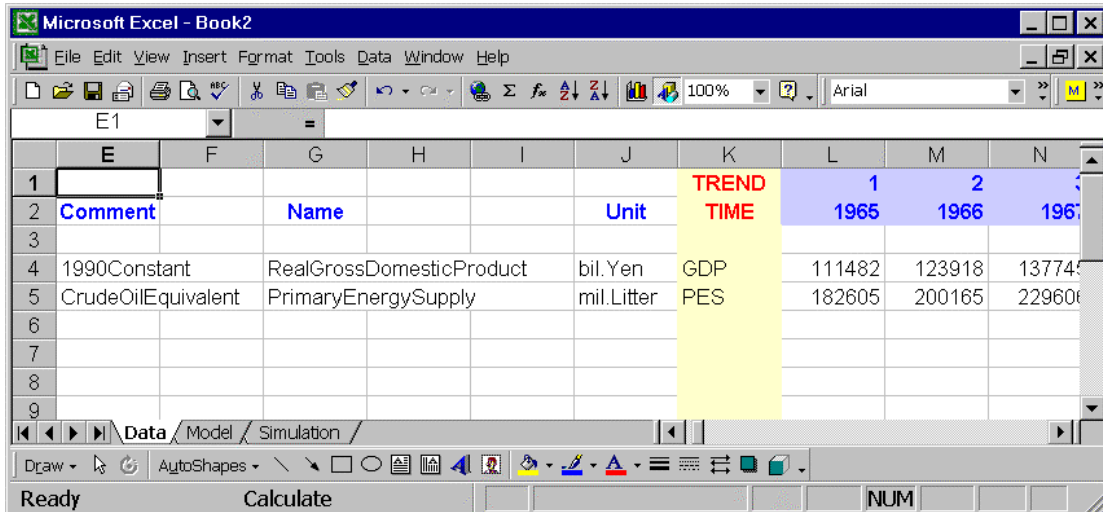 Microsoft Excel - Book2
File Edit View Insert Format Tools Data Window Help
100% Arial
E1 =
E F G H I J K L M N
1 TREND 1 2
2 Comment Name Unit TIME 1965 1966
3
4 1990Constant RealGrossDomesticProduct bil.Yen GDP 111482 123918
5 CrudeOilEquivalent PrimaryEnergySupply mil.Litter PES 182605 200165
6
7
8
9
Data Model Simulation
Draw AutoShapes
Ready Calculate NUM